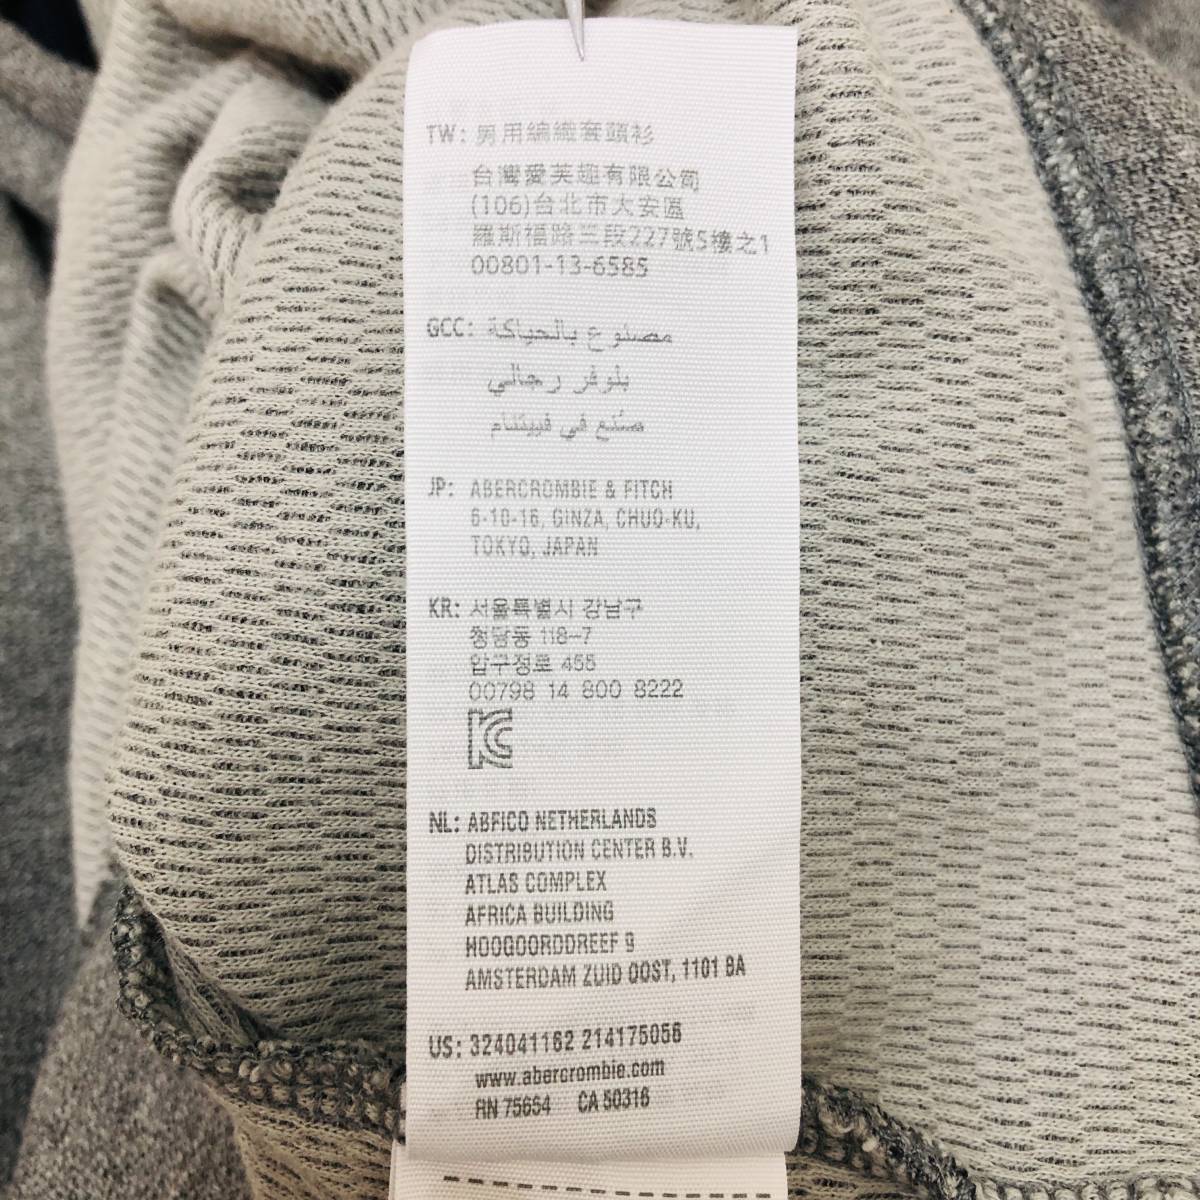 TW: 男用編織套頭衫
台灣愛芙趣有限公司
(106)台北市大安區
羅斯福路三段227號5樓之1
00801-13-6585
GCC: مصنوع بالحياكة
بلوفر رجالي
صُنع في فييتنام
JP: ABERCROMBIE & FITCH
6-10-16, GINZA, CHUO-KU,
TOKYO, JAPAN
KR: 서울특별시 강남구
청담동 118-7
압구정로 455
00798 14 800 8222
KC
NL: ABFICO NETHERLANDS
DISTRIBUTION CENTER B.V.
ATLAS COMPLEX
AFRICA BUILDING
HOOGOORDDREEF 9
AMSTERDAM ZUID OOST, 1101 BA
US: 324041162 214175056
www.abercrombie.com
RN 75654 CA 50316